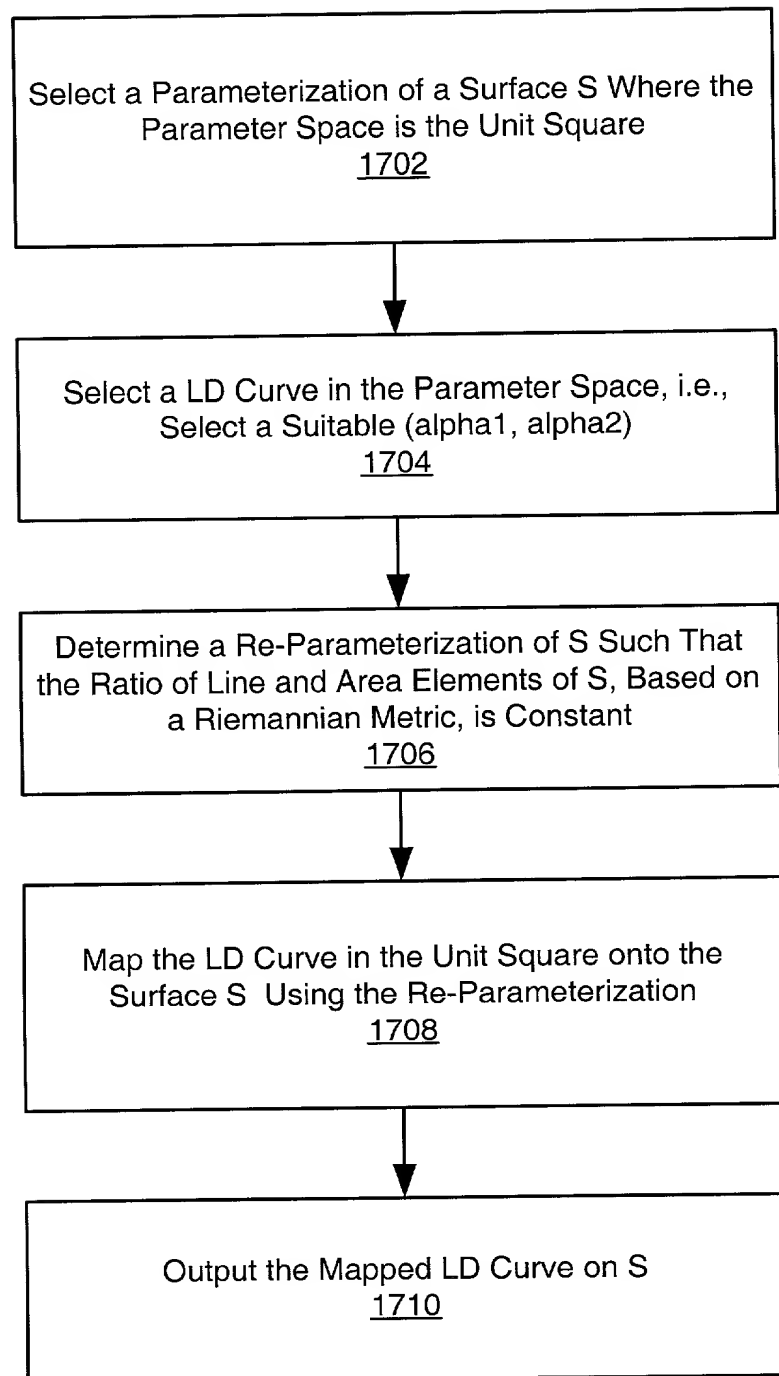 Select a Parameterization of a Surface S Where the
Parameter Space is the Unit Square
1702
Select a LD Curve in the Parameter Space, i.e.,
Select a Suitable (alpha1, alpha2)
1704
Determine a Re-Parameterization of S Such That
the Ratio of Line and Area Elements of S, Based on
a Riemannian Metric, is Constant
1706
Map the LD Curve in the Unit Square onto the
Surface S Using the Re-Parameterization
1708
Output the Mapped LD Curve on S
1710